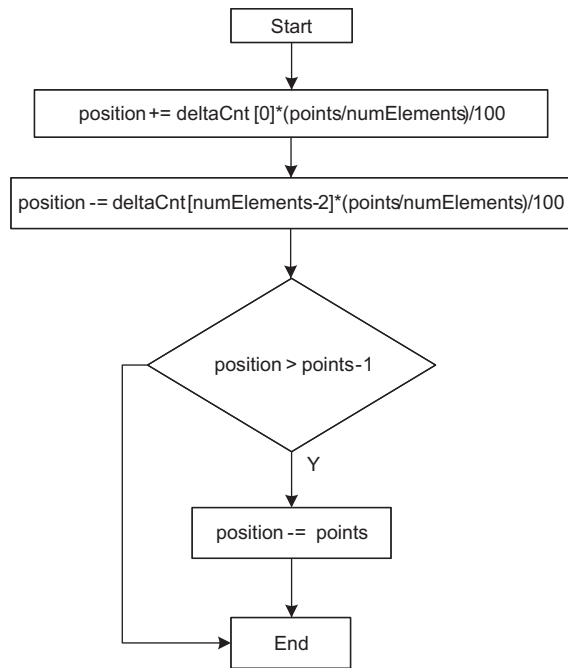 Start
position += deltaCnt [0]*(points/numElements)/100
position -= deltaCnt[numElements-2]*(points/numElements)/100
position > points-1
Y
position -= points
End